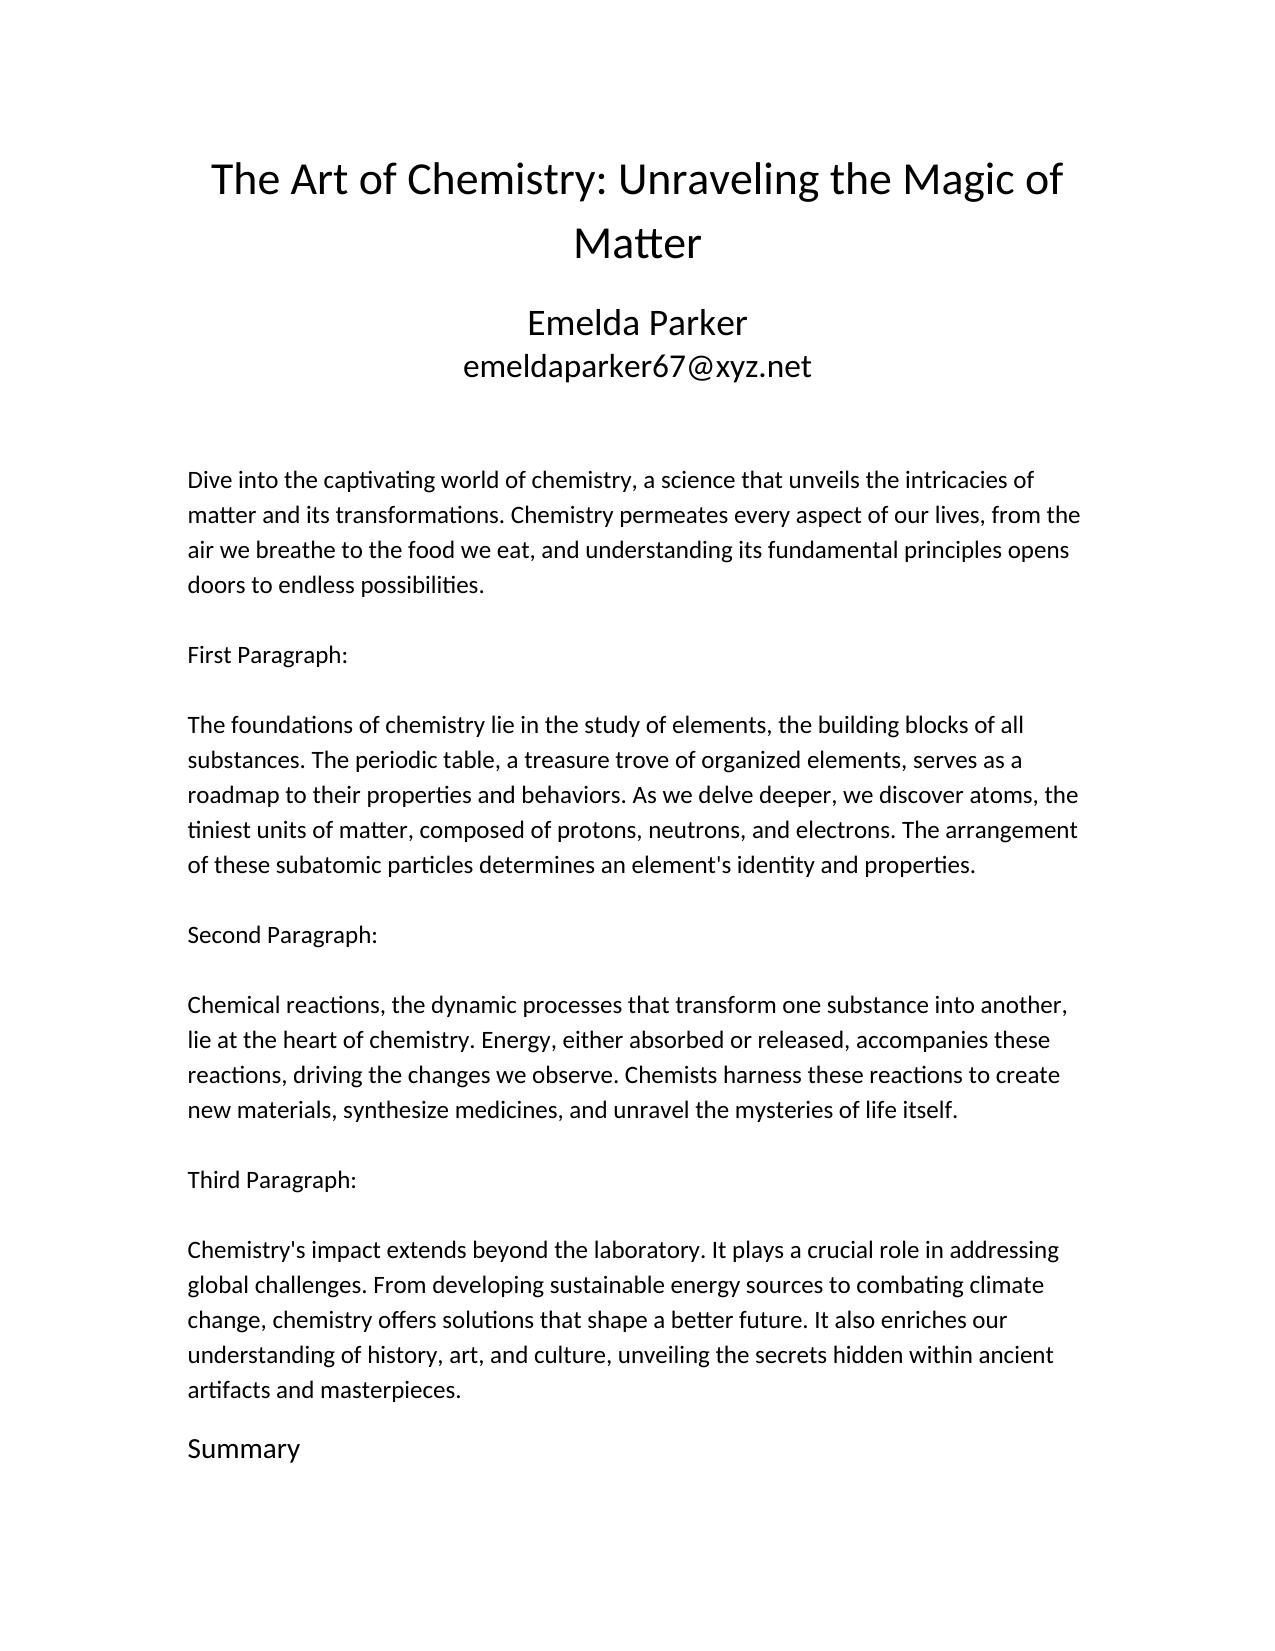 The Art of Chemistry: Unraveling the Magic of
Matter
Emelda Parker
emeldaparker67@xyz.net
Dive into the captivating world of chemistry, a science that unveils the intricacies of
matter and its transformations. Chemistry permeates every aspect of our lives, from the
air we breathe to the food we eat, and understanding its fundamental principles opens
doors to endless possibilities.
First Paragraph:
The foundations of chemistry lie in the study of elements, the building blocks of all
substances. The periodic table, a treasure trove of organized elements, serves as a
roadmap to their properties and behaviors. As we delve deeper, we discover atoms, the
tiniest units of matter, composed of protons, neutrons, and electrons. The arrangement
of these subatomic particles determines an element's identity and properties.
Second Paragraph:
Chemical reactions, the dynamic processes that transform one substance into another,
lie at the heart of chemistry. Energy, either absorbed or released, accompanies these
reactions, driving the changes we observe. Chemists harness these reactions to create
new materials, synthesize medicines, and unravel the mysteries of life itself.
Third Paragraph:
Chemistry's impact extends beyond the laboratory. It plays a crucial role in addressing
global challenges. From developing sustainable energy sources to combating climate
change, chemistry offers solutions that shape a better future. It also enriches our
understanding of history, art, and culture, unveiling the secrets hidden within ancient
artifacts and masterpieces.
Summary